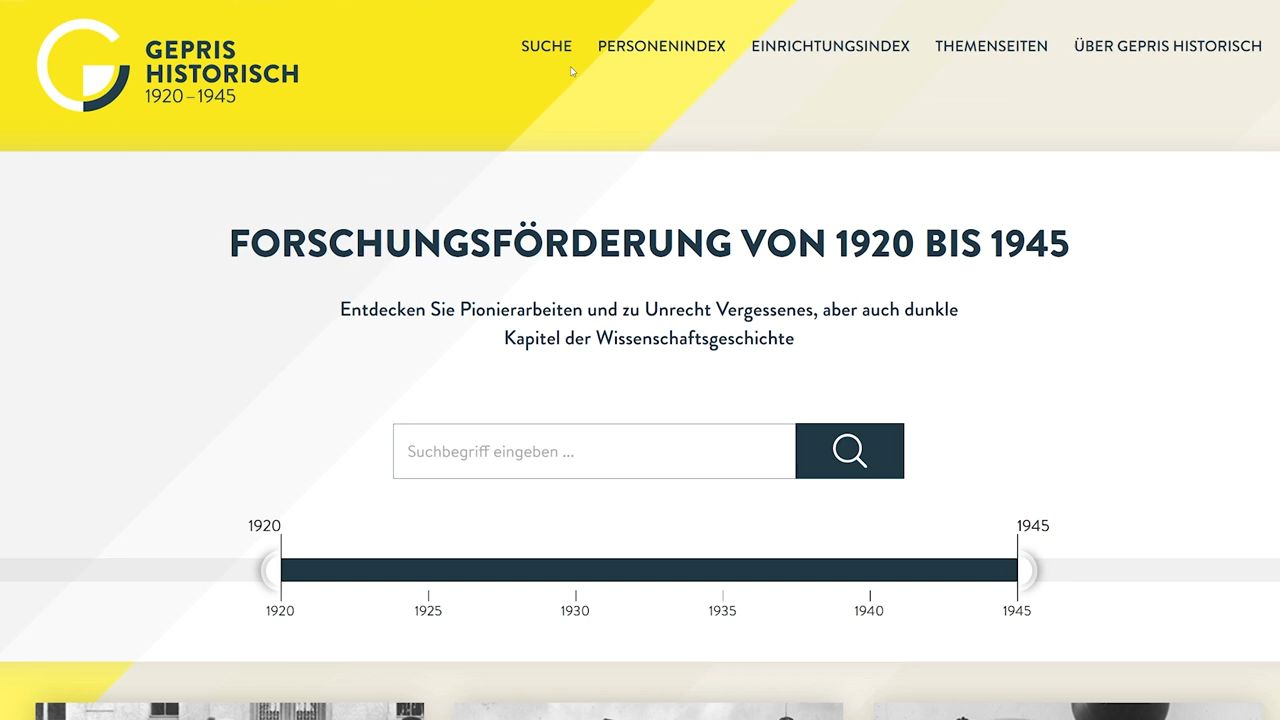 GEPRIS
HISTORISCH
1920–1945
SUCHE PERSONENINDEX EINRICHTUNGSINDEX THEMENSEITEN ÜBER GEPRIS HISTORISCH
FORSCHUNGSFÖRDERUNG VON 1920 BIS 1945
Entdecken Sie Pionierarbeiten und zu Unrecht Vergessenes, aber auch dunkle
Kapitel der Wissenschaftsgeschichte
Suchbegriff eingeben ...
1920 1945
1920 1925 1930 1935 1940 1945